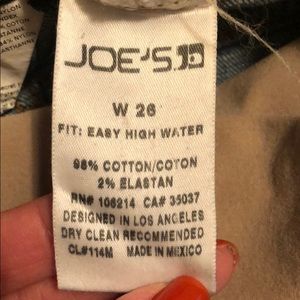 JOE'S
W 26
FIT: EASY HIGH WATER
98% COTTON/COTON
2% ELASTAN
RN# 106214 CA# 35037
DESIGNED IN LOS ANGELES
DRY CLEAN RECOMMENDED
CL#114M MADE IN MEXICO